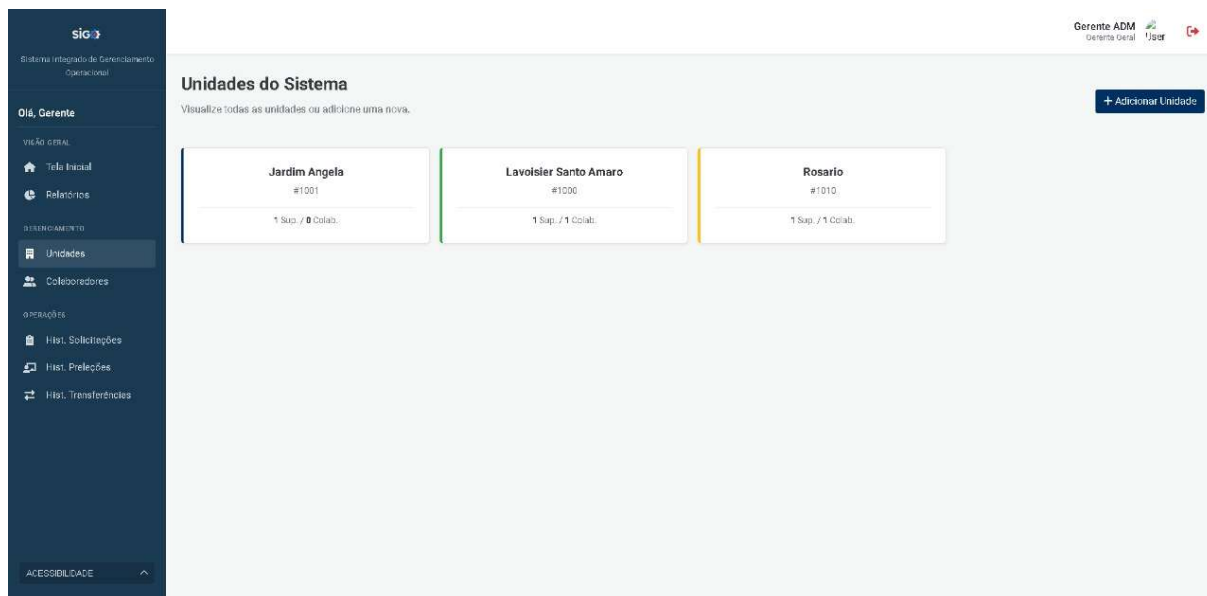 sigo
Sistema Integrado de Gerenciamento
Operacional
Olá, Gerente
VISÃO GERAL
Tela Inicial
Relatórios
GERENCIAMENTO
Unidades
Colaboradores
OPERAÇÕES
Hist. Solicitações
Hist. Preleções
Hist. Transferências
ACESSIBILIDADE
Gerente ADM
Gerente Geral
User
Unidades do Sistema
Visualize todas as unidades ou adicione uma nova.
+ Adicionar Unidade
Jardim Angela
#1001
1 Sup. / 0 Colab.
Lavoisier Santo Amaro
#1000
1 Sup. / 1 Colab.
Rosario
#1010
1 Sup. / 1 Colab.